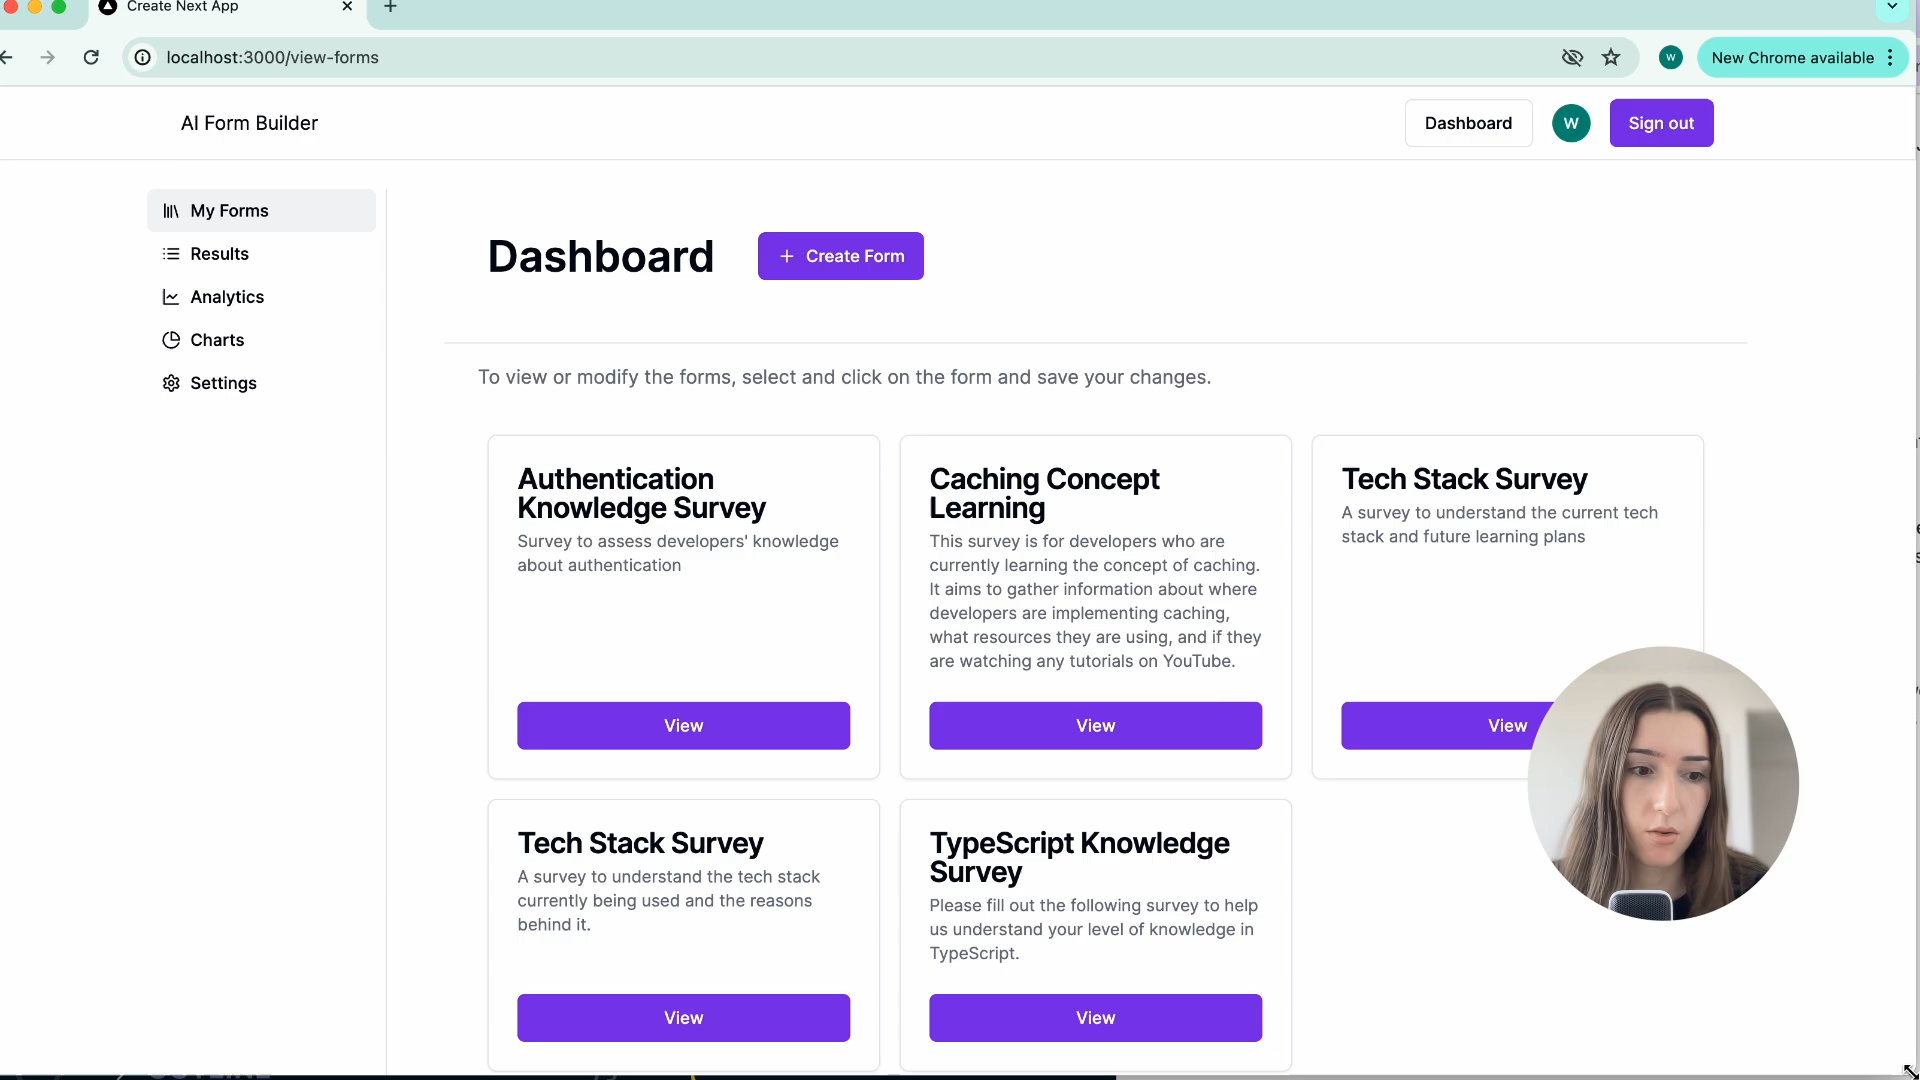 Create Next App
localhost:3000/view-forms
W
New Chrome available
AI Form Builder
Dashboard
W
Sign out
My Forms
Results
Analytics
Charts
Settings
Dashboard
Create Form
To view or modify the forms, select and click on the form and save your changes.
Authentication
Knowledge Survey
Survey to assess developers' knowledge
about authentication
View
Caching Concept
Learning
This survey is for developers who are
currently learning the concept of caching.
It aims to gather information about where
developers are implementing caching,
what resources they are using, and if they
are watching any tutorials on YouTube.
View
Tech Stack Survey
A survey to understand the current tech
stack and future learning plans
View
Tech Stack Survey
A survey to understand the tech stack
currently being used and the reasons
behind it.
View
TypeScript Knowledge
Survey
Please fill out the following survey to help
us understand your level of knowledge in
TypeScript.
View